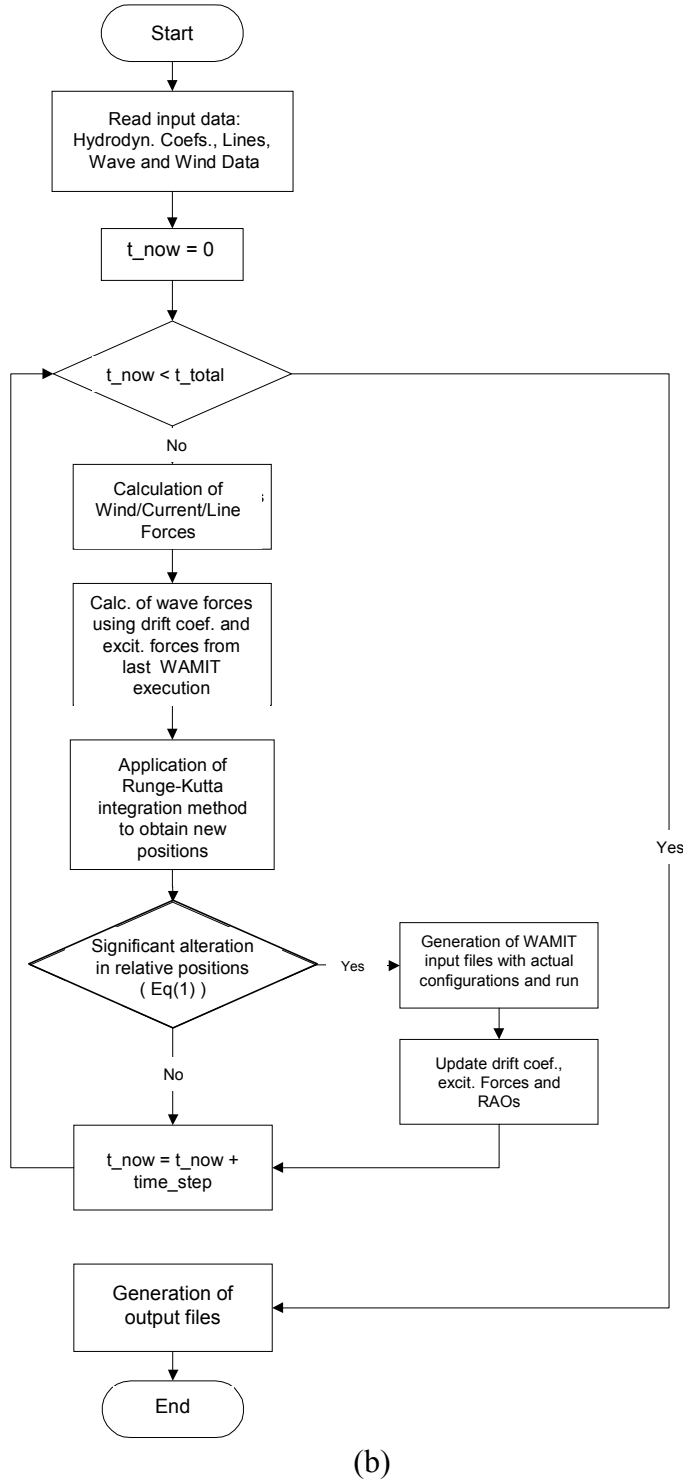 Start
Read input data:
Hydrodyn. Coefs., Lines,
Wave and Wind Data
t_now = 0
t_now < t_total
No
Calculation of
Wind/Current/Line
Forces
Calc. of wave forces
using drift coef. and
excit. forces from
last WAMIT
execution
Application of
Runge-Kutta
integration method
to obtain new
positions
Yes
Significant alteration
in relative positions
( Eq(1) )
Yes
Generation of WAMIT
input files with actual
configurations and run
No
Update drift coef.,
excit. Forces and
RAOs
t_now = t_now +
time_step
Generation of
output files
End
(b)